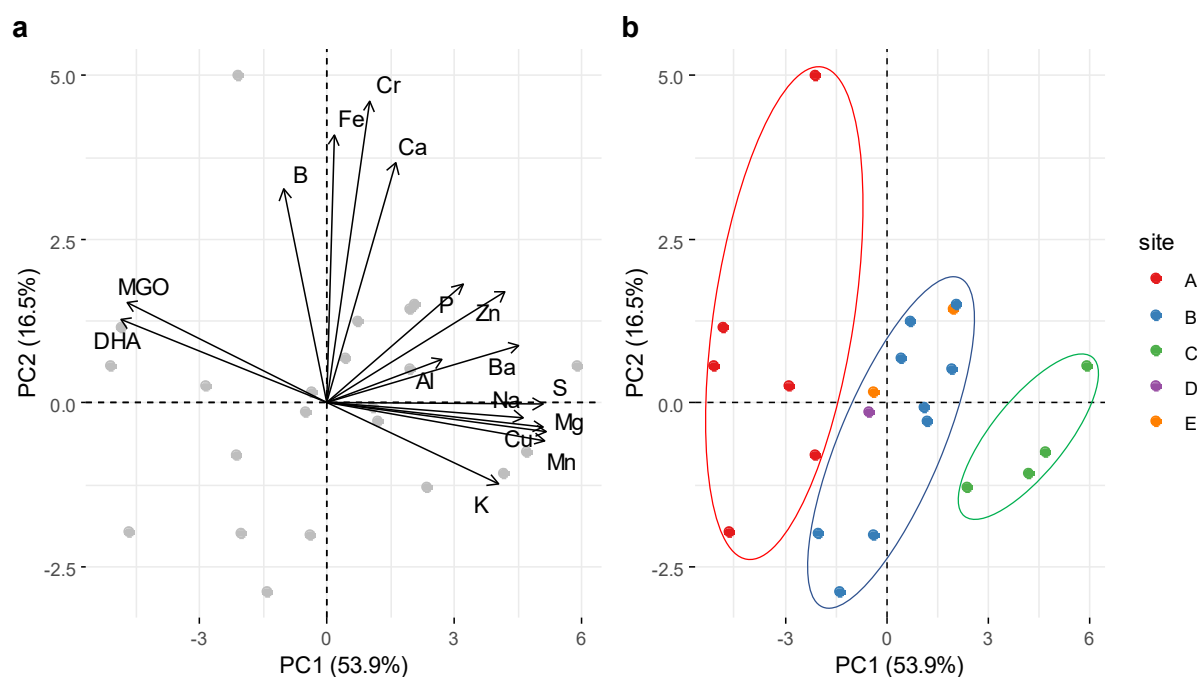 a
PC2 (16.5%)
5.0
2.5
0.0
-2.5
Cr
Fe
Ca
B
MGO
DHA
P
Zn
Ba
Al
S
Na
Mg
Cu
Mn
K
-3
0
3
6
PC1 (53.9%)
b
PC2 (16.5%)
5.0
2.5
0.0
-2.5
-3
0
3
6
PC1 (53.9%)
site
A
B
C
D
E